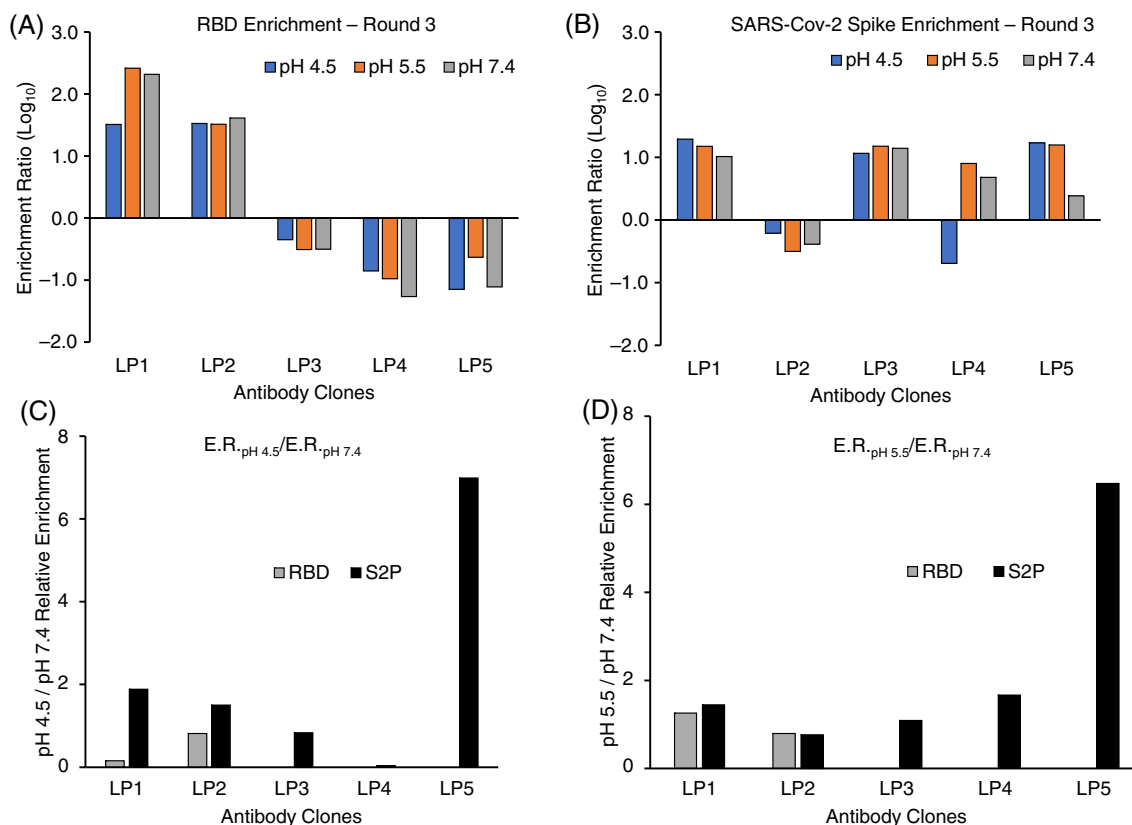 (A)
RBD Enrichment – Round 3
pH 4.5 pH 5.5 pH 7.4
Enrichment Ratio (Log10)
3.0
2.0
1.0
0.0
–1.0
–2.0
LP1 LP2 LP3 LP4 LP5
Antibody Clones
(B)
SARS-Cov-2 Spike Enrichment – Round 3
pH 4.5 pH 5.5 pH 7.4
Enrichment Ratio (Log10)
3.0
2.0
1.0
0.0
–1.0
–2.0
LP1 LP2 LP3 LP4 LP5
Antibody Clones
(C)
E.R.pH 4.5/E.R.pH 7.4
RBD S2P
pH 4.5 / pH 7.4 Relative Enrichment
8
6
4
2
0
LP1 LP2 LP3 LP4 LP5
Antibody Clones
(D)
E.R.pH 5.5/E.R.pH 7.4
RBD S2P
pH 5.5 / pH 7.4 Relative Enrichment
8
6
4
2
0
LP1 LP2 LP3 LP4 LP5
Antibody Clones